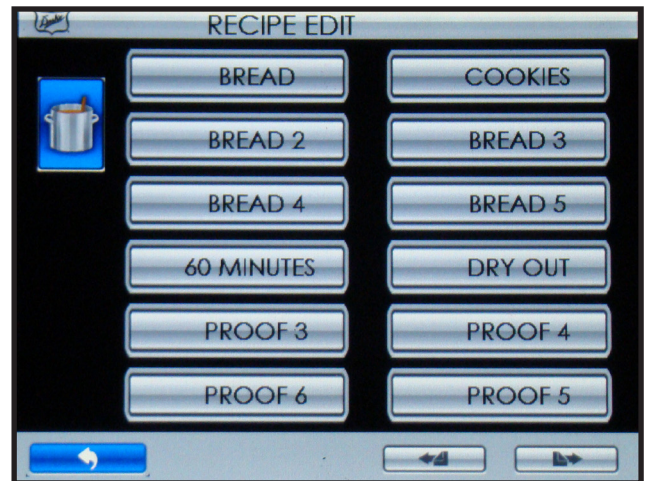 RECIPE EDIT
BREAD COOKIES
BREAD 2 BREAD 3
BREAD 4 BREAD 5
60 MINUTES DRY OUT
PROOF 3 PROOF 4
PROOF 6 PROOF 5